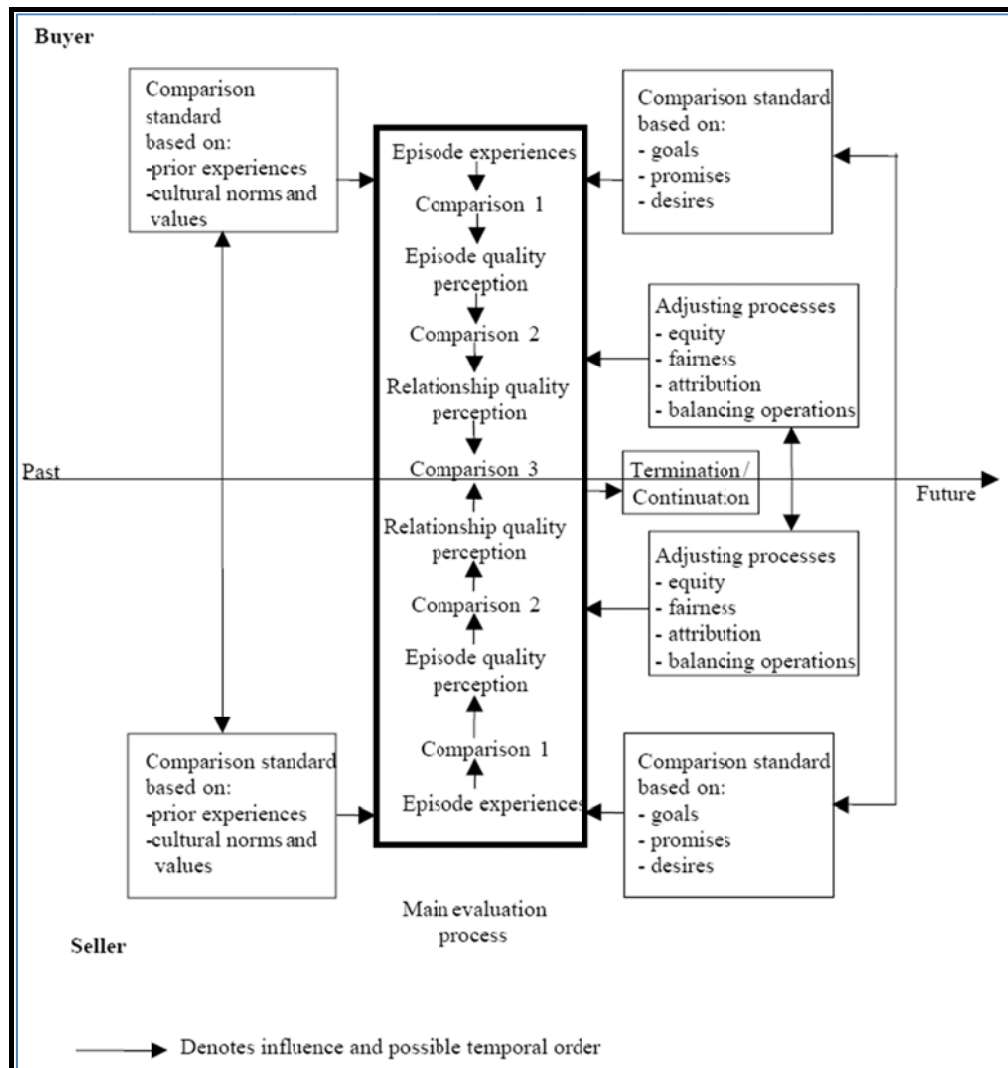 Buyer
Comparison
standard
based on:
-prior experiences
-cultural norms and
values
Episode experiences
Comparison 1
Episode quality
perception
Comparison 2
Relationship quality
perception
Comparison 3
Relationship quality
perception
Comparison 2
Episode quality
perception
Comparison 1
Episode experiences
Comparison standard
based on:
- goals
- promises
- desires
Adjusting processes
- equity
- fairness
- attribution
- balancing operations
Past
Termination /
Continuation
Future
Adjusting processes
- equity
- fairness
- attribution
- balancing operations
Comparison standard
based on:
-prior experiences
-cultural norms and
values
Comparison standard
based on:
- goals
- promises
- desires
Main evaluation
process
Seller
Denotes influence and possible temporal order